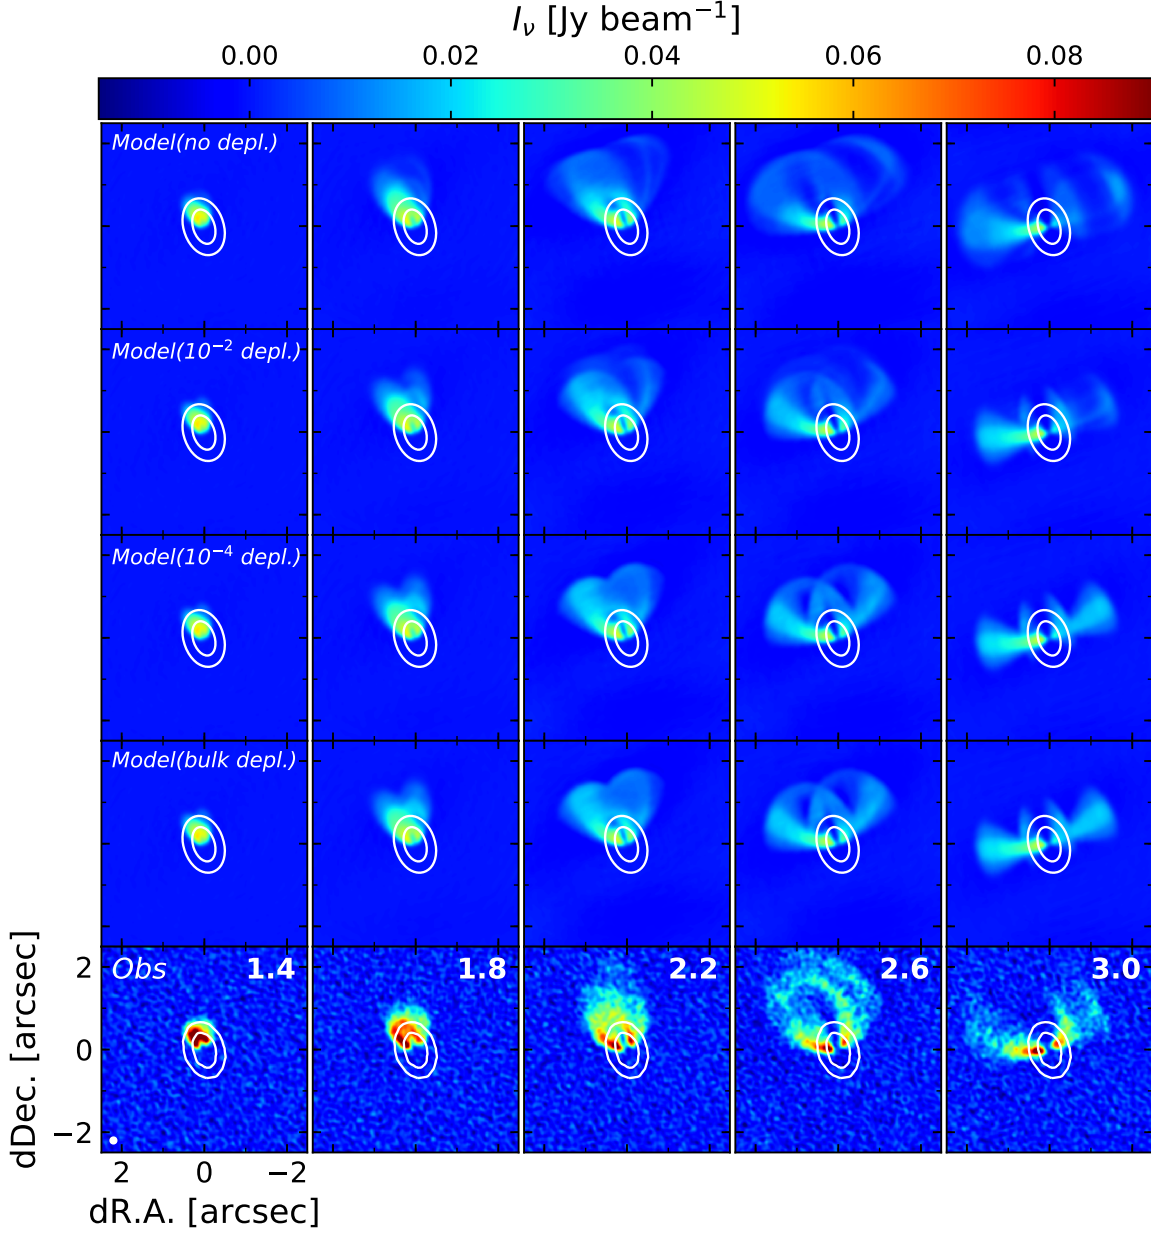 I_ν [Jy beam⁻¹]
0.00 0.02 0.04 0.06 0.08
Model(no depl.)
Model(10⁻² depl.)
Model(10⁻⁴ depl.)
Model(bulk depl.)
Obs 1.4 1.8 2.2 2.6 3.0
2
0
−2
dDec. [arcsec]
2 0 −2
dR.A. [arcsec]